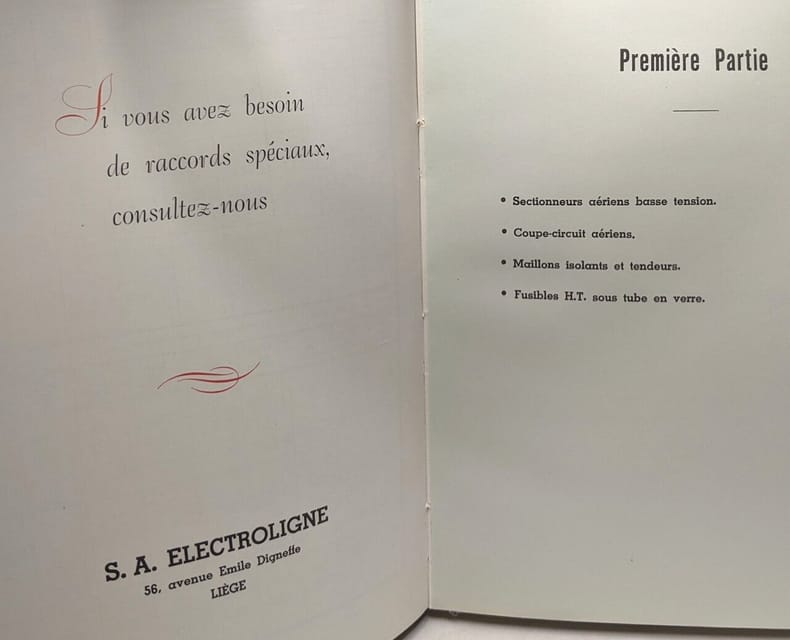 Si vous avez besoin
de raccords spéciaux,
consultez-nous
S. A. ELECTROLIGNE
56, avenue Emile Digneffe
LIÈGE
Première Partie
• Sectionneurs aériens basse tension.
• Coupe-circuit aériens.
• Maillons isolants et tendeurs.
• Fusibles H.T. sous tube en verre.